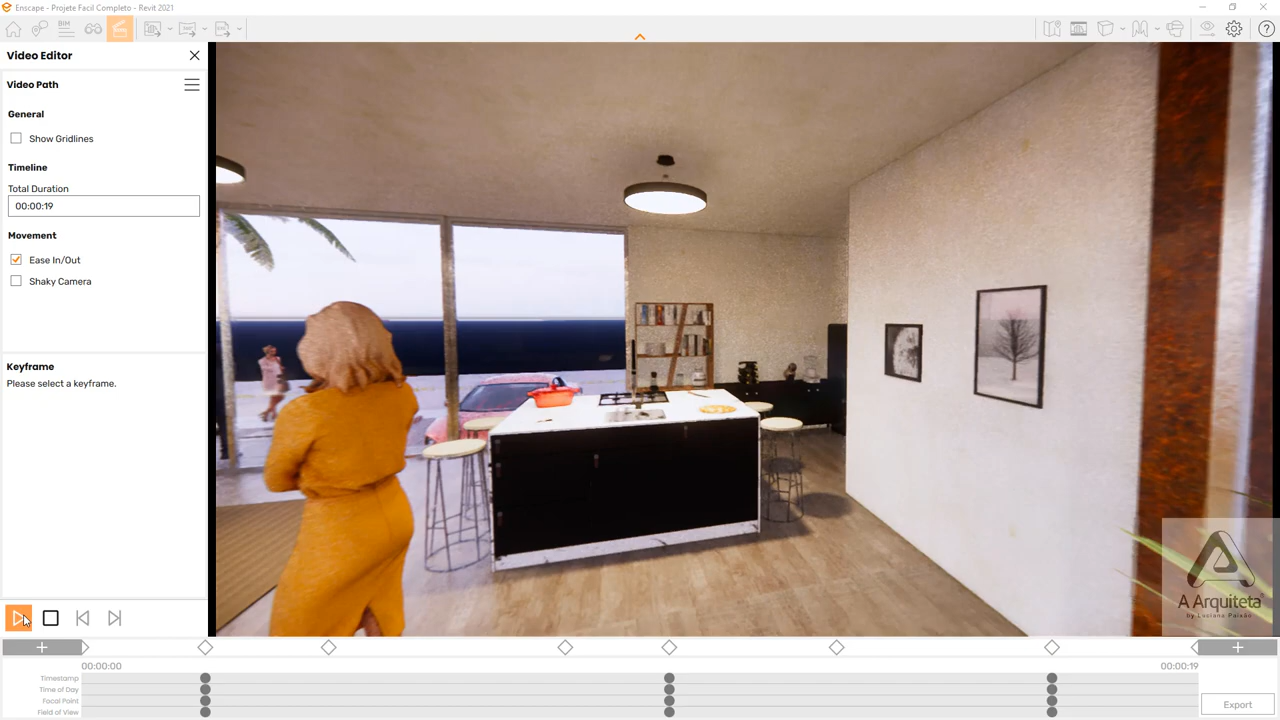 Enscape - Projete Facil Completo - Revit 2021
BIM
Video Editor
Video Path
General
Show Gridlines
Timeline
Total Duration
00:00:19
Movement
Ease In/Out
Shaky Camera
Keyframe
Please select a keyframe.
A Arquiteta®
by Luciana Paixão
00:00:00
00:00:19
Timestamp
Time of Day
Focal Point
Field of View
Export